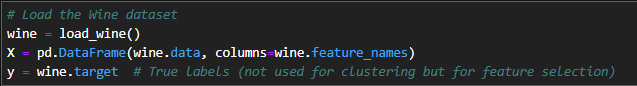 # Load the Wine dataset
wine = load_wine()
X = pd.DataFrame(wine.data, columns=wine.feature_names)
y = wine.target  # True labels (not used for clustering but for feature selection)